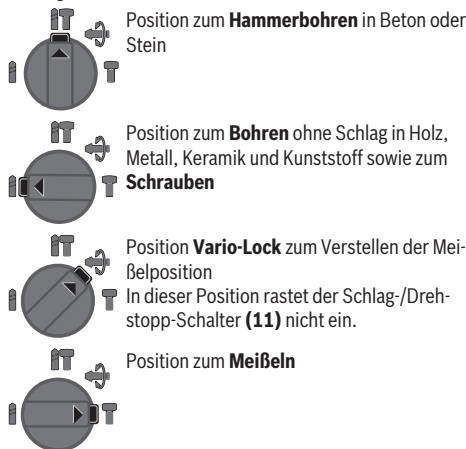 Position zum Hammerbohren in Beton oder
Stein
Position zum Bohren ohne Schlag in Holz,
Metall, Keramik und Kunststoff sowie zum
Schrauben
Position Vario-Lock zum Verstellen der Mei-
ßelposition
In dieser Position rastet der Schlag-/Dreh-
stopp-Schalter (11) nicht ein.
Position zum Meißeln